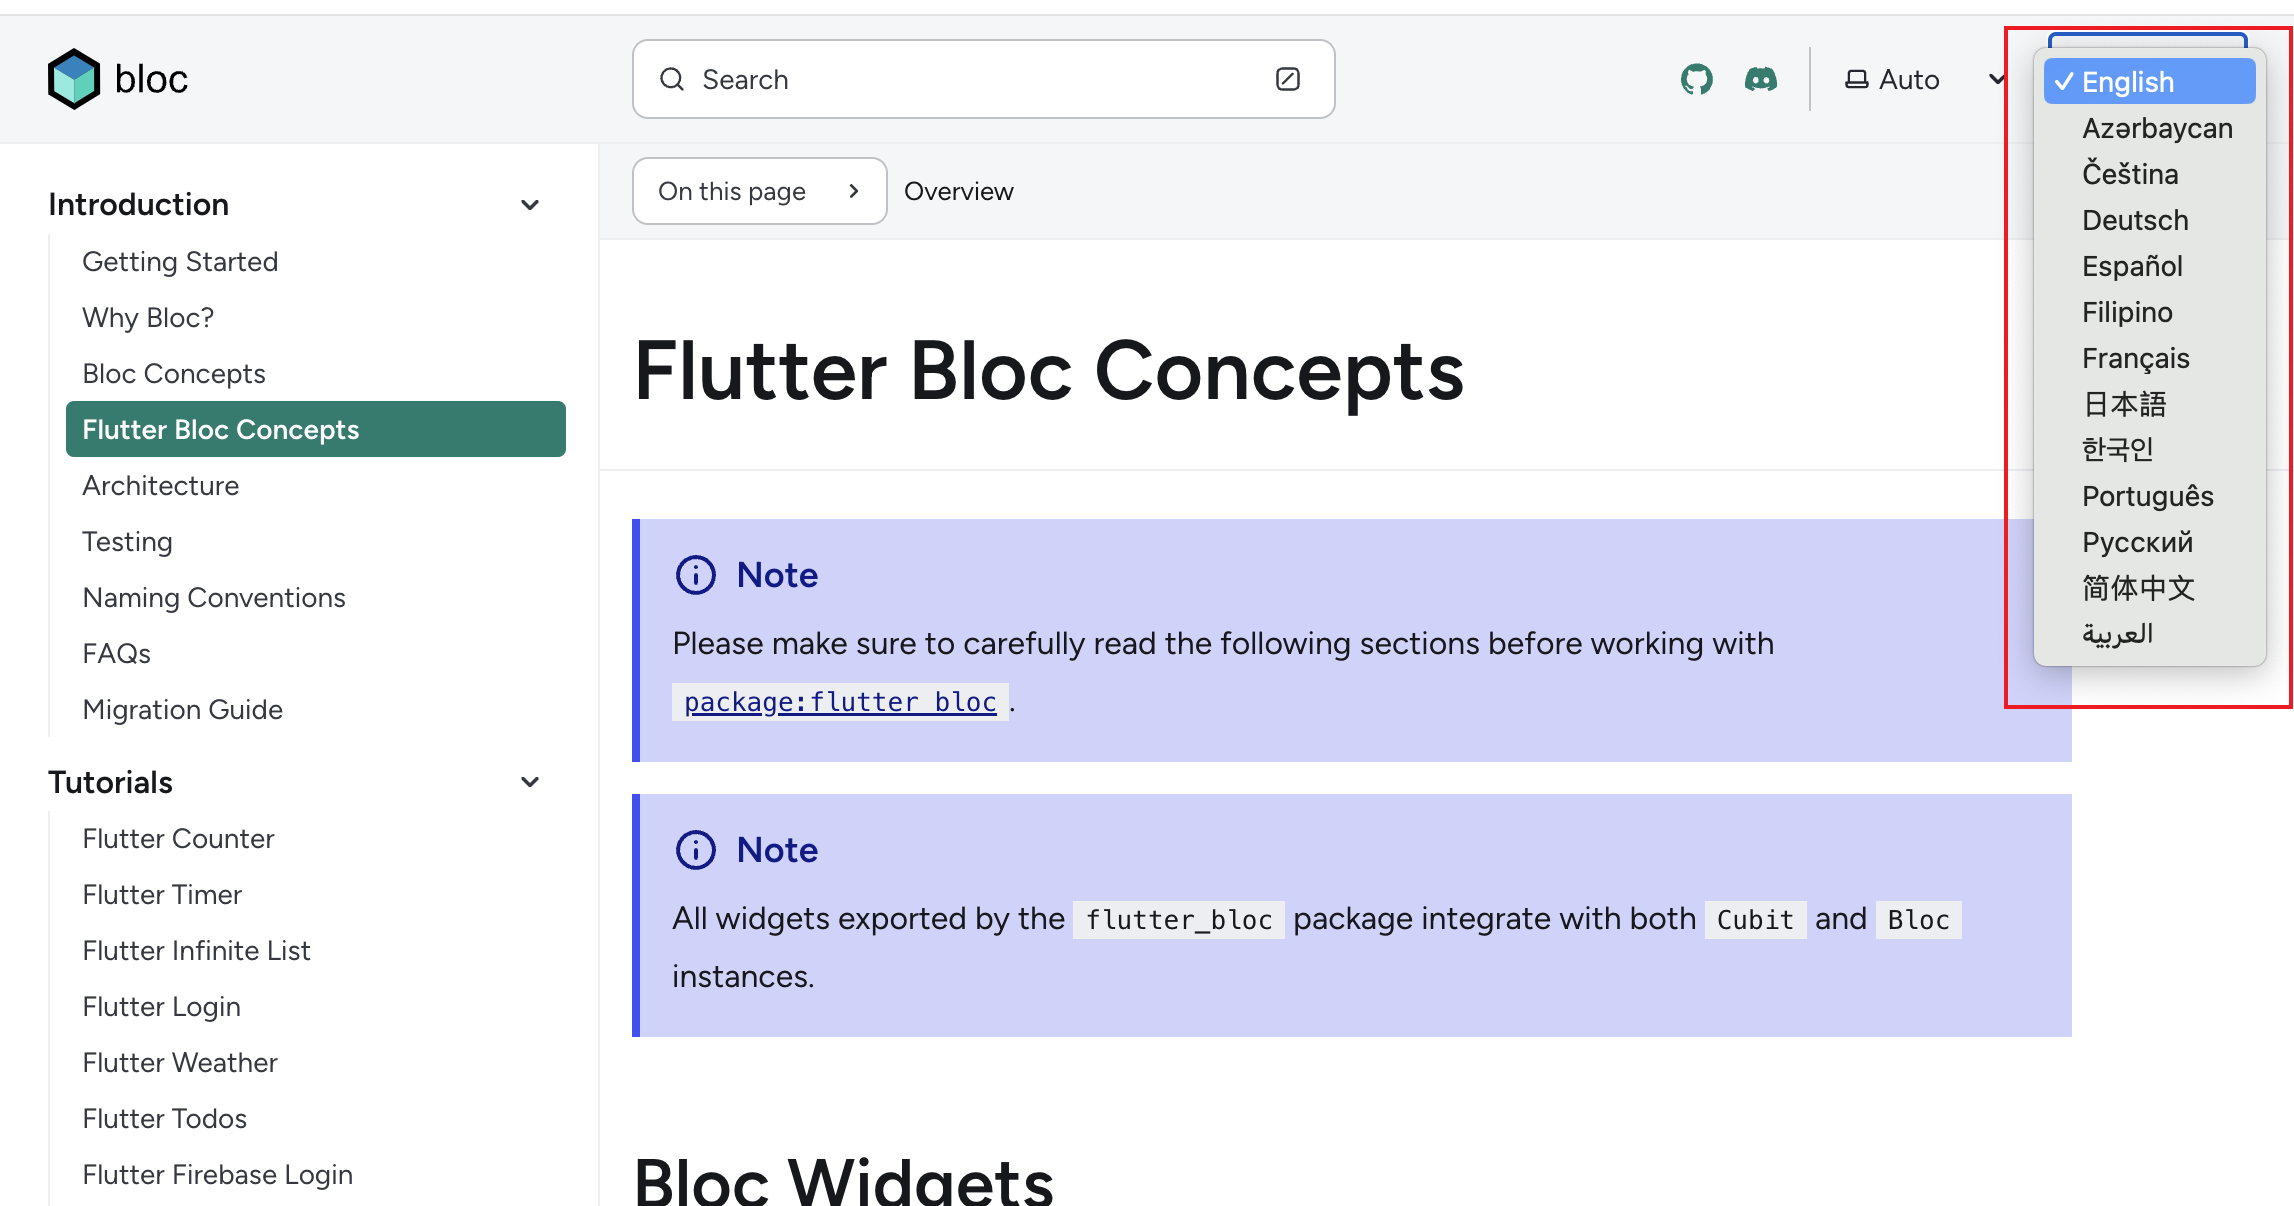 bloc
Search
Auto
English
Azərbaycan
Čeština
Deutsch
Español
Filipino
Français
日本語
한국인
Português
Русский
简体中文
العربية
Introduction
Getting Started
Why Bloc?
Bloc Concepts
Flutter Bloc Concepts
Architecture
Testing
Naming Conventions
FAQs
Migration Guide
Tutorials
Flutter Counter
Flutter Timer
Flutter Infinite List
Flutter Login
Flutter Weather
Flutter Todos
Flutter Firebase Login
On this page
Overview
Flutter Bloc Concepts
Note
Please make sure to carefully read the following sections before working with
package:flutter_bloc.
Note
All widgets exported by the flutter_bloc package integrate with both Cubit and Bloc
instances.
Bloc Widgets